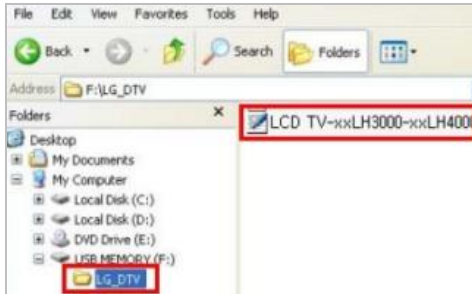 File Edit View Favorites Tools Help
Back Search Folders
Address F:\LG_DTV
Folders x
LCD TV-xxLH3000-xxLH4000
Desktop
My Documents
My Computer
Local Disk (C:)
Local Disk (D:)
DVD Drive (E:)
USB MEMORY (F:)
LG_DTV